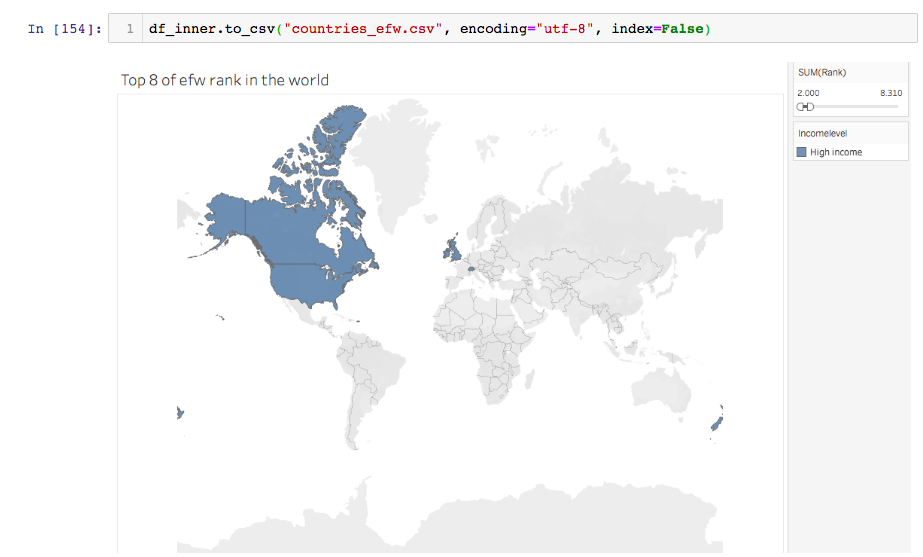 In [154]: 1 df_inner.to_csv("countries_efw.csv", encoding="utf-8", index=False)
Top 8 of efw rank in the world
SUM(Rank)
2.000 8.310
Incomelevel
High income